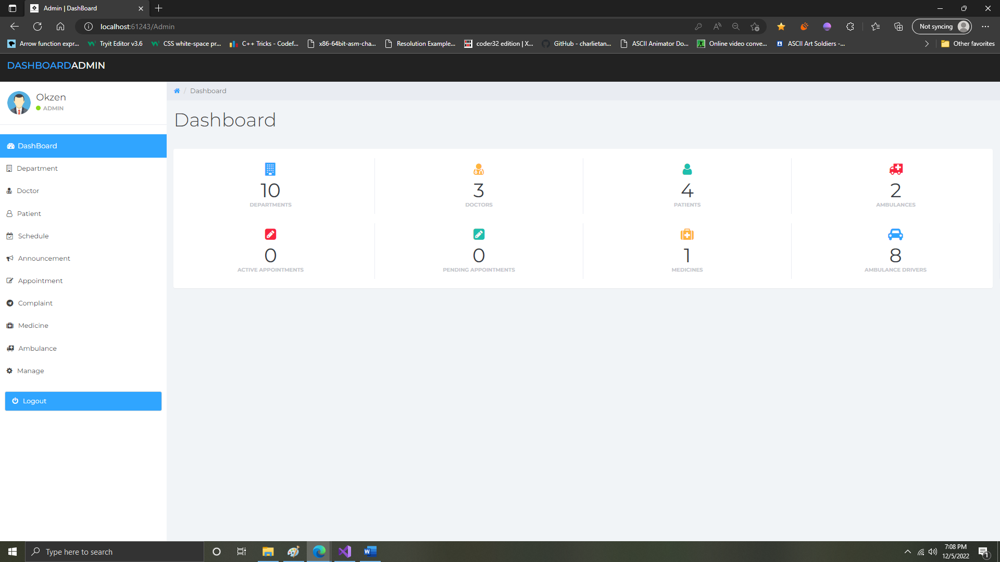 Admin | DashBoard
localhost:61243/Admin
Not syncing
Arrow function expr...
Tryit Editor v3.6
CSS white-space pr...
C++ Tricks - Codef...
x86-64bit-asm-cha...
Resolution Example...
coder32 edition | X...
GitHub - charlietan...
ASCII Animator Do...
Online video conve...
ASCII Art Soldiers -...
Other favorites
DASHBOARDADMIN
Okzen
ADMIN
/ Dashboard
Dashboard
DashBoard
Department
Doctor
Patient
Schedule
Announcement
Appointment
Complaint
Medicine
Ambulance
Manage
Logout
10
DEPARTMENTS
3
DOCTORS
4
PATIENTS
2
AMBULANCES
0
ACTIVE APPOINTMENTS
0
PENDING APPOINTMENTS
1
MEDICINES
8
AMBULANCE DRIVERS
Type here to search
7:08 PM
12/5/2022
1